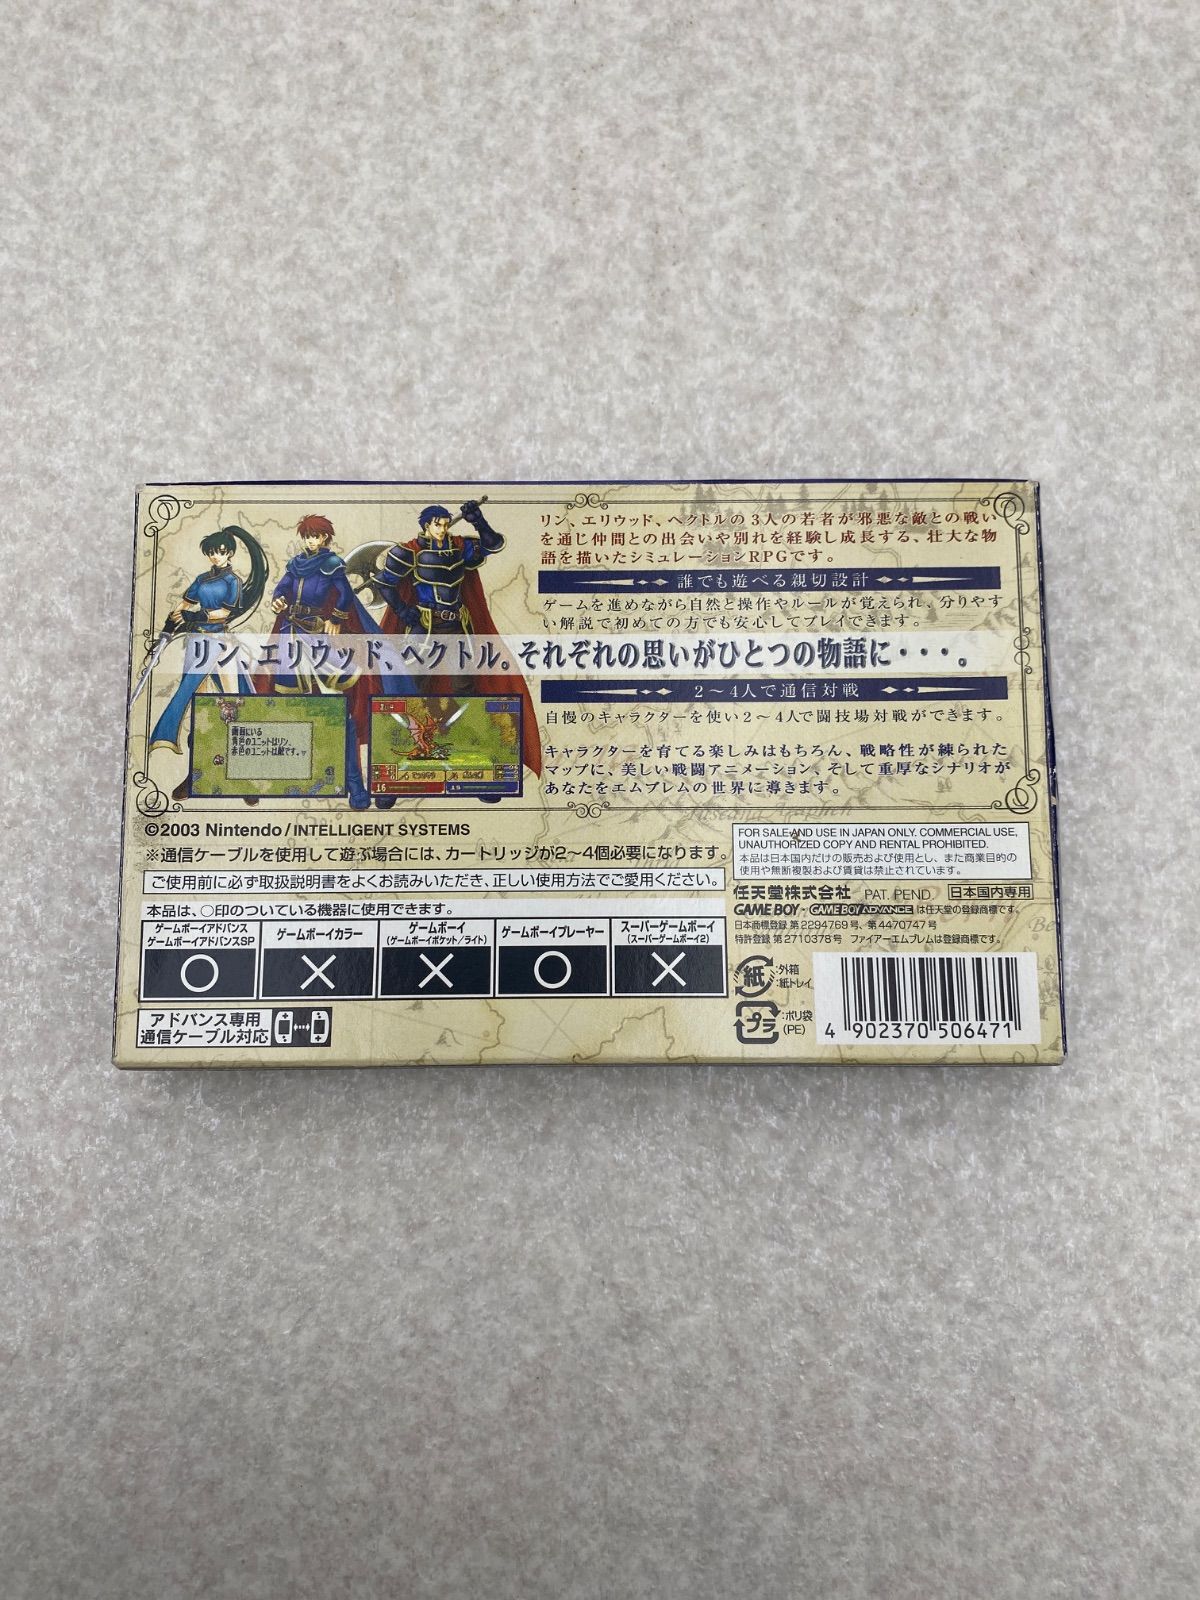 リン、エリウッド、ヘクトルの3人の若者が邪悪な敵との戦い
を通じ仲間との出会いや別れを経験し成長する、壮大な物
語を描いたシミュレーションRPGです。
誰でも遊べる親切設計
ゲームを進めながら自然と操作やルールが覚えられ、分りやす
い解説で初めての方でも安心してプレイできます。
リン、エリウッド、ヘクトル。それぞれの思いがひとつの物語に・・・。
2〜4人で通信対戦
自慢のキャラクターを使い2〜4人で闘技場対戦ができます。
キャラクターを育てる楽しみはもちろん、戦略性が練られた
マップに、美しい戦闘アニメーション、そして重厚なシナリオが
あなたをエムブレムの世界に導きます。
画面にいる
青色のユニットはリン。
赤色のユニットは敵です。
16
©2003 Nintendo/INTELLIGENT SYSTEMS
※通信ケーブルを使用して遊ぶ場合には、カートリッジが2〜4個必要になります。
ご使用前に必ず取扱説明書をよくお読みいただき、正しい使用方法でご愛用ください。
本品は、○印のついている機器に使用できます。
ゲームボーイアドバンス
ゲームボーイアドバンスSP
○
ゲームボーイカラー
×
ゲームボーイ
(ゲームボーイポケット/ライト)
×
ゲームボーイプレーヤー
○
スーパーゲームボーイ
(スーパーゲームボーイ2)
×
アドバンス専用
通信ケーブル対応
FOR SALE AND USE IN JAPAN ONLY. COMMERCIAL USE,
UNAUTHORIZED COPY AND RENTAL PROHIBITED.
本品は日本国内だけの販売および使用とし、また商業目的の
使用や無断複製および賃貸は禁止されています。
任天堂株式会社 PAT. PEND. 日本国内専用
GAME BOY・GAME BOY ADVANCE は任天堂の登録商標です。
日本商標登録 第2294769号、第4470747号
特許登録 第2710378号 ファイアーエムブレムは登録商標です。
紙 :外箱
:紙トレイ
プラ :ポリ袋
(PE)
4 902370 506471